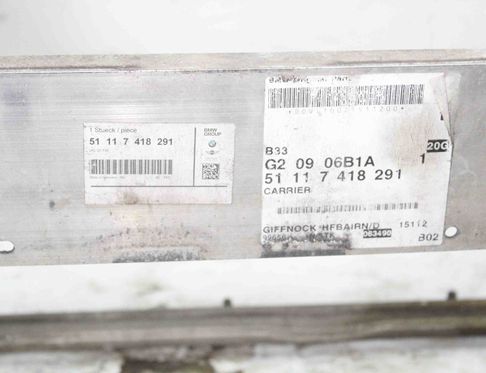 1 Stueck / piece
51 11 7 418 291
BMW
GROUP
B33
G2 09 06B1A 1
20G
51 11 7 418 291
CARRIER
GIFFNOCK HFBAIRN/D 15112
083490
B02